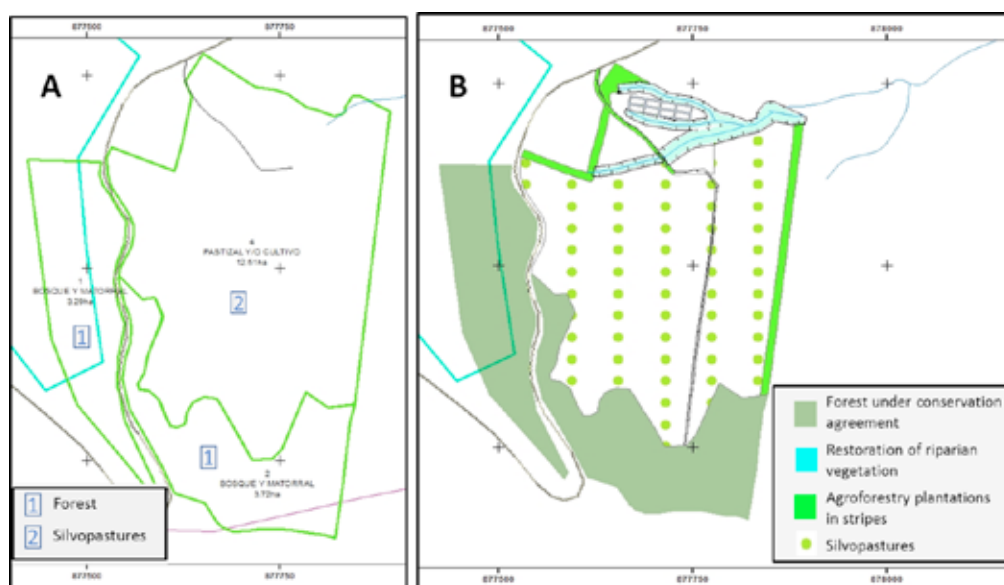 877500
877750
A
4
PASTIZAL Y/O CULTIVO
12.61ha
2
1
BOSQUE Y MATORRAL
3.29ha
1
1
2
BOSQUE Y MATORRAL
3.72ha
1 Forest
2 Silvopastures
877500
877750
877500
877750
878000
B
Forest under conservation
agreement
Restoration of riparian
vegetation
Agroforestry plantations
in stripes
Silvopastures
877500
877750
878000